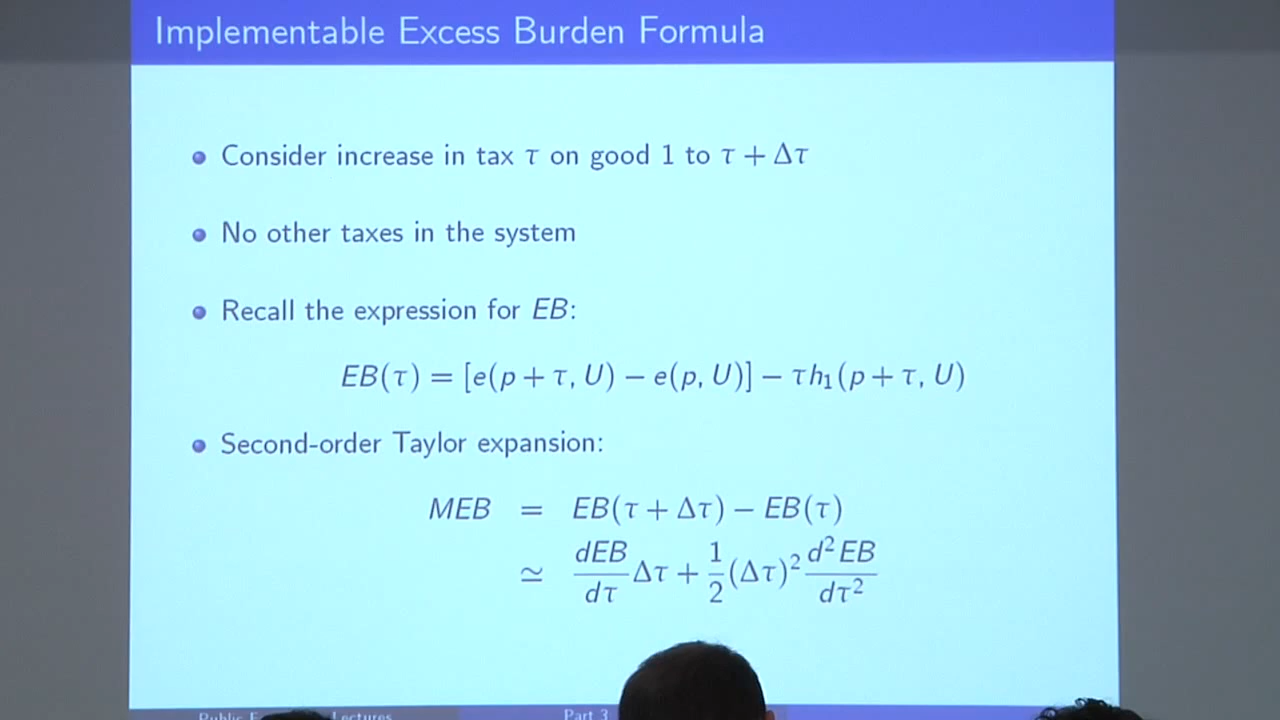 Implementable Excess Burden Formula
Consider increase in tax τ on good 1 to τ + Δτ
No other taxes in the system
Recall the expression for EB:
EB(τ) = [e(p + τ, U) − e(p, U)] − τh₁(p + τ, U)
Second-order Taylor expansion:
MEB = EB(τ + Δτ) − EB(τ)
≃ dEB/dτ Δτ + 1/2 (Δτ)² d²EB/dτ²
Public Lectures Part 3